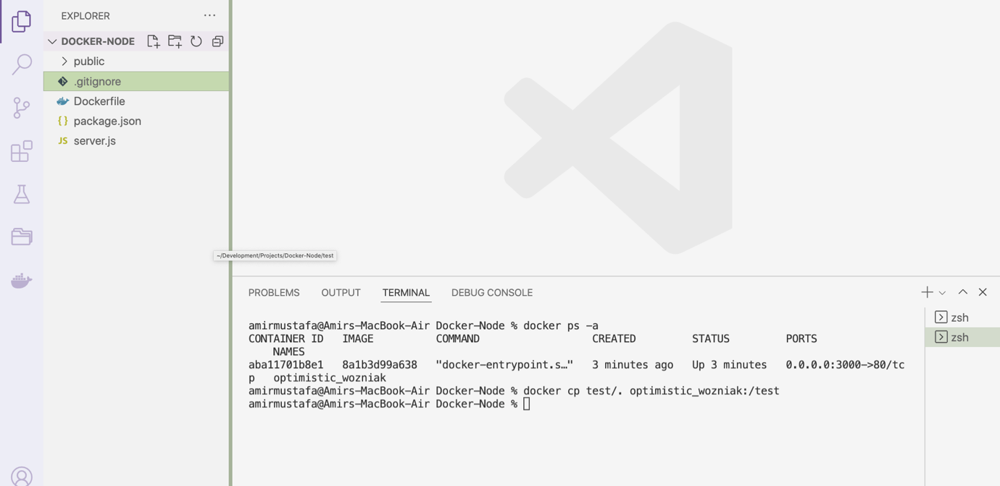 EXPLORER
DOCKER-NODE
public
.gitignore
Dockerfile
{} package.json
JS server.js
~/Development/Projects/Docker-Node/test
PROBLEMS OUTPUT TERMINAL DEBUG CONSOLE
amirmustafa@Amirs-MacBook-Air Docker-Node % docker ps -a
CONTAINER ID IMAGE COMMAND CREATED STATUS PORTS
NAMES
aba11701b8e1 8a1b3d99a638 "docker-entrypoint.s…" 3 minutes ago Up 3 minutes 0.0.0.0:3000->80/tc
p optimistic_wozniak
amirmustafa@Amirs-MacBook-Air Docker-Node % docker cp test/. optimistic_wozniak:/test
amirmustafa@Amirs-MacBook-Air Docker-Node %
zsh
zsh